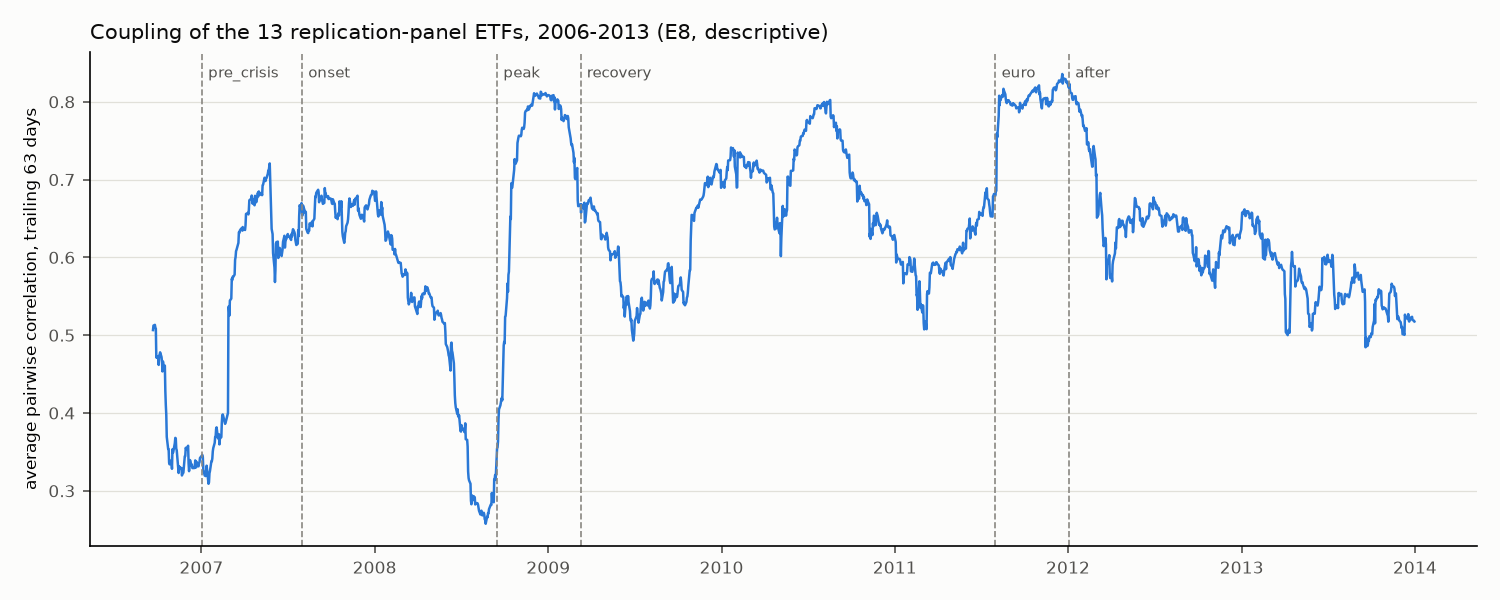 Coupling of the 13 replication-panel ETFs, 2006-2013 (E8, descriptive)
pre_crisis
onset
peak
recovery
euro
after
average pairwise correlation, trailing 63 days
0.8
0.7
0.6
0.5
0.4
0.3
2007
2008
2009
2010
2011
2012
2013
2014